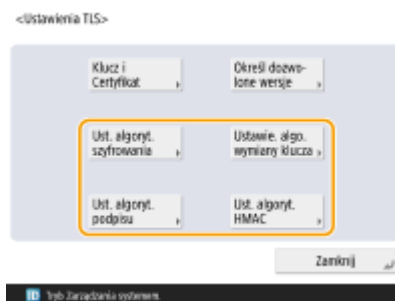 <Ustawienia TLS>
Klucz i
Certyfikat
Określ dozwo-
lone wersje
Ust. algoryt.
szyfrowania
Ustawie. algo.
wymiany klucza
Ust. algoryt.
podpisu
Ust. algoryt.
HMAC
Zamknij
ID Tryb Zarządzania systemem.